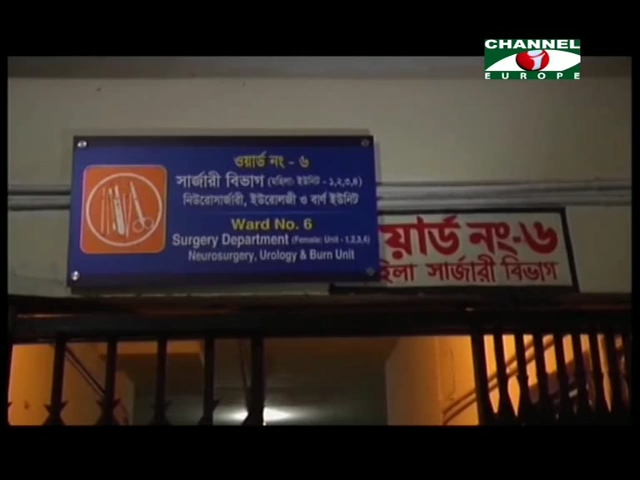 CHANNEL i
EUROPE
ওয়ার্ড নং - ৬
সার্জারী বিভাগ (মহিলা: ইউনিট - ১,২,৩,৪)
নিউরোসার্জারী, ইউরোলজী ও বার্ণ ইউনিট
Ward No. 6
Surgery Department (Female: Unit - 1,2,3,4)
Neurosurgery, Urology & Burn Unit
নং-৬
সার্জারী বিভাগ